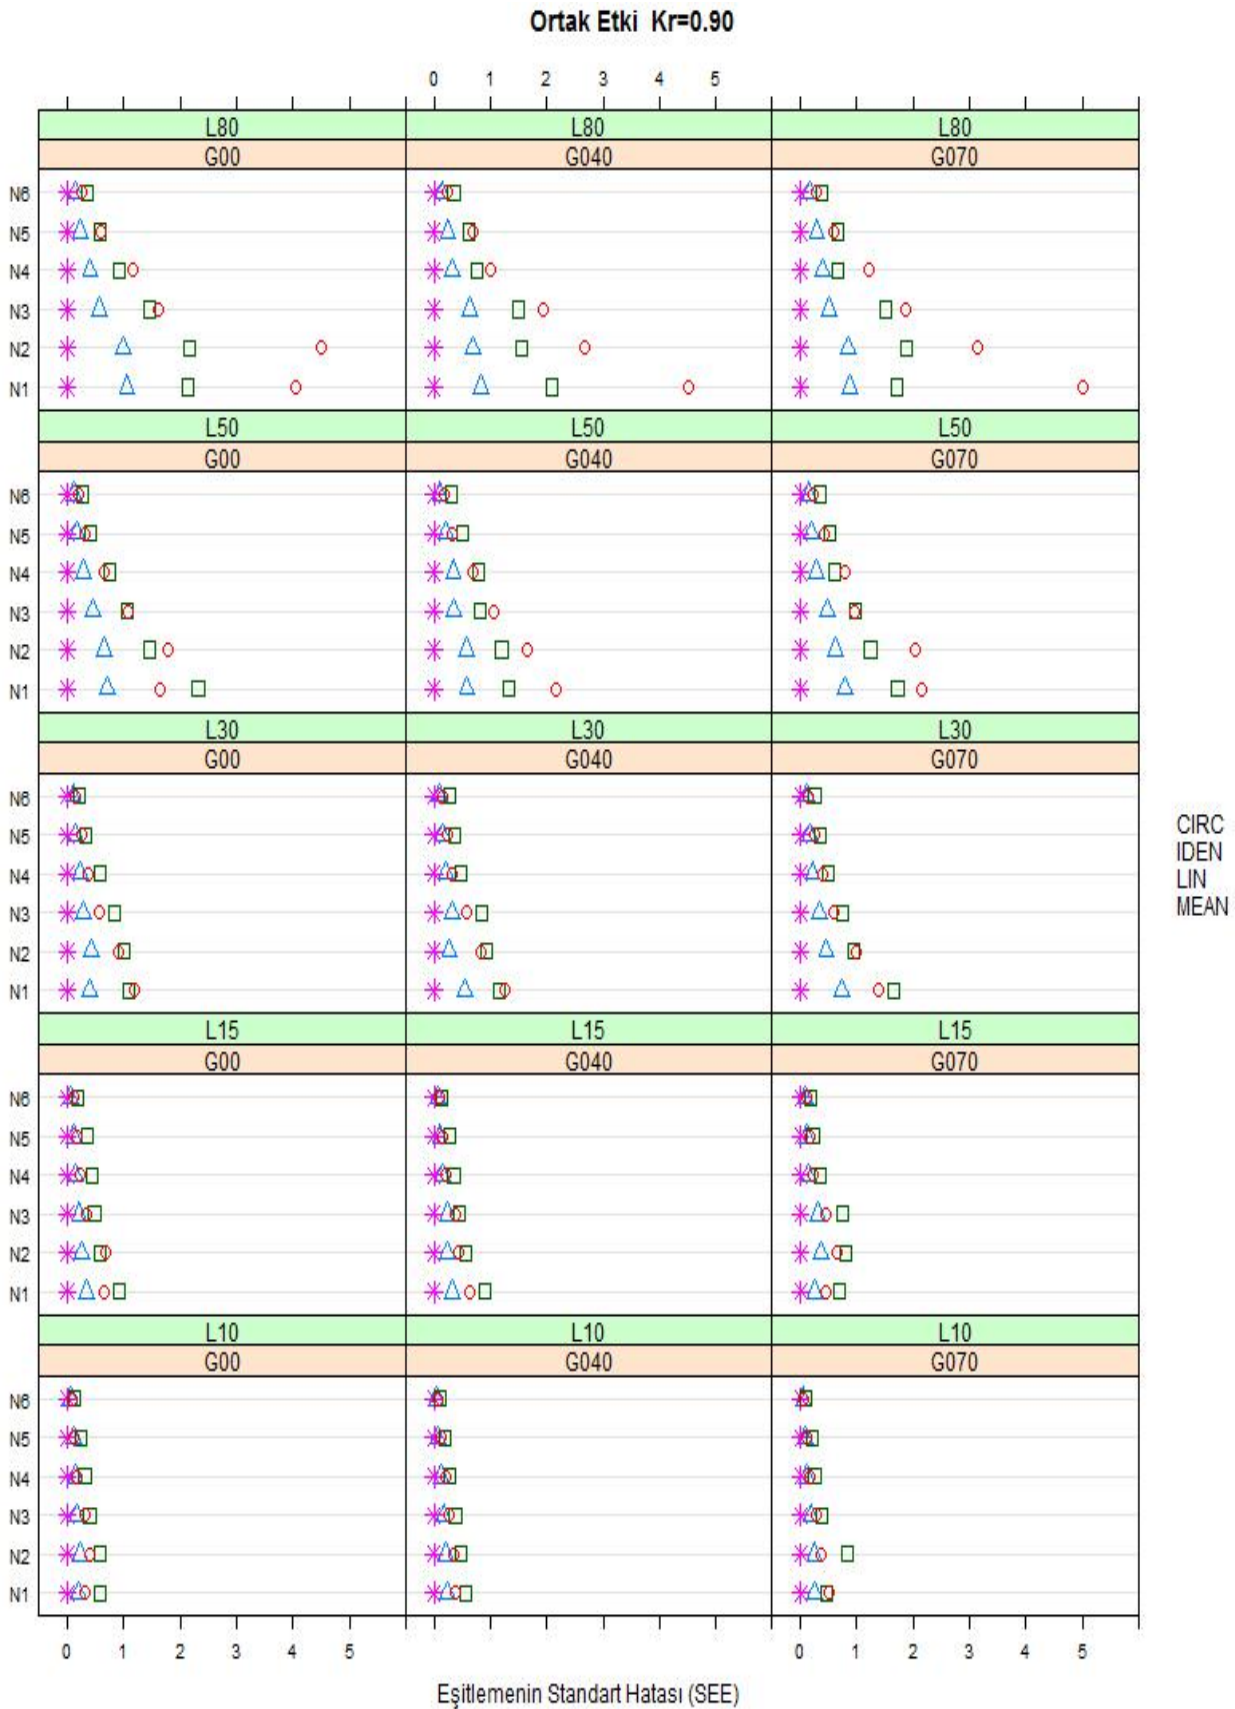 Ortak Etki Kr=0.90
0 1 2 3 4 5
L80 L80 L80
G00 G040 G070
N6
N5
N4
N3
N2
N1
L50 L50 L50
G00 G040 G070
N6
N5
N4
N3
N2
N1
L30 L30 L30
G00 G040 G070
N6
N5
N4
N3
N2
N1
L15 L15 L15
G00 G040 G070
N6
N5
N4
N3
N2
N1
L10 L10 L10
G00 G040 G070
N6
N5
N4
N3
N2
N1
0 1 2 3 4 5 0 1 2 3 4 5
Eşitlemenin Standart Hatası (SEE)
CIRC
IDEN
LIN
MEAN